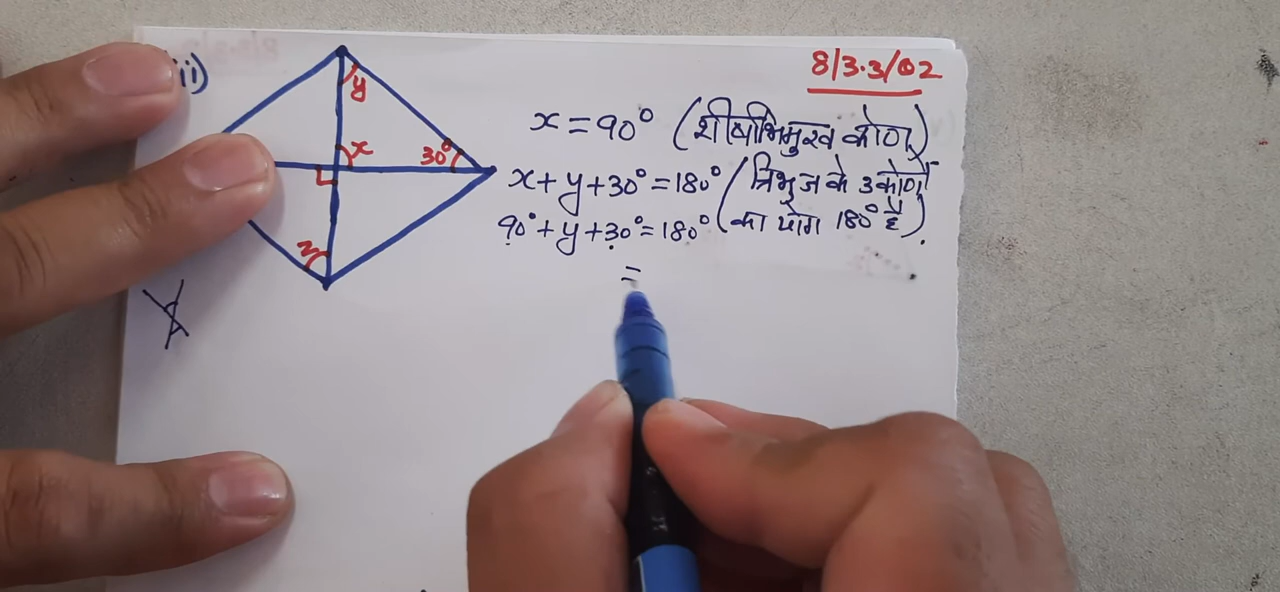 ii)
8/3.3/02
y
x
30°
z
x = 90° (शीर्षाभिमुख कोण)
x + y + 30° = 180° (त्रिभुज के 3 कोणों
90° + y + 30° = 180° का योग 180° है)
=